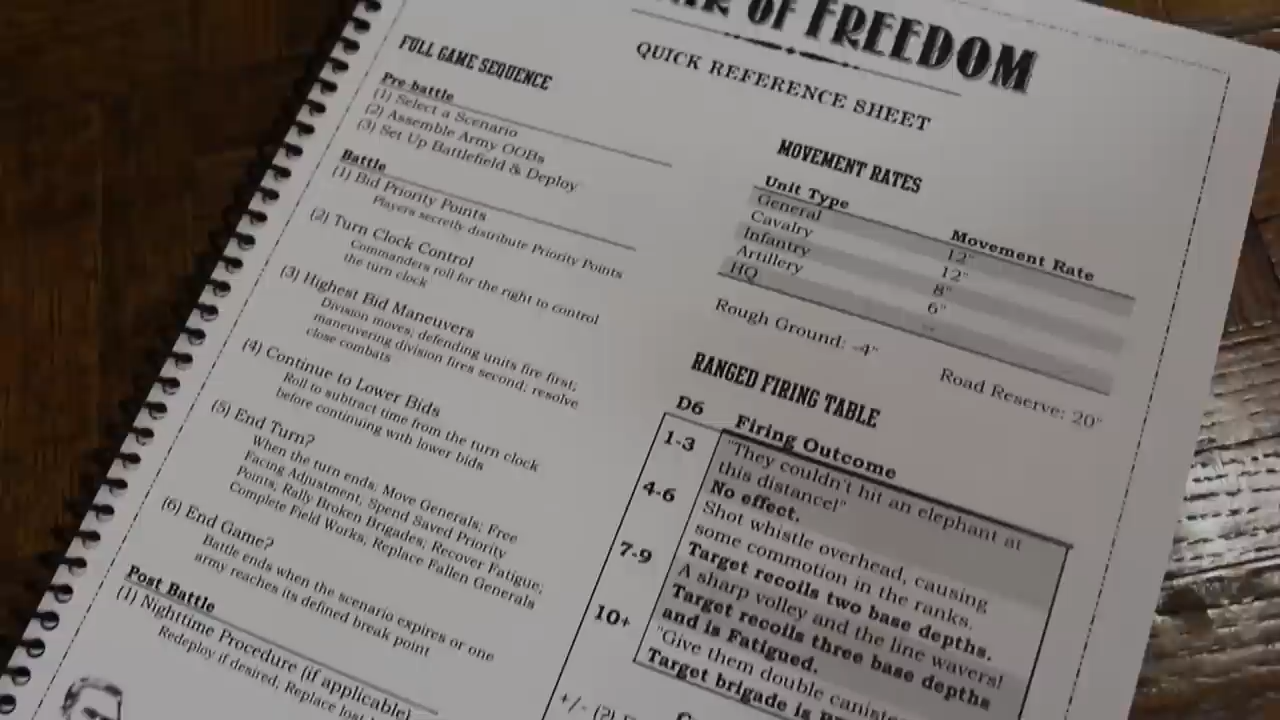 OF FREEDOM
QUICK REFERENCE SHEET
FULL GAME SEQUENCE
Pre-battle
(1) Select a Scenario
(2) Assemble Army OOBs
(3) Set Up Battlefield & Deploy
Battle
(1) Bid Priority Points
Players secretly distribute Priority Points
(2) Turn Clock Control
Commanders roll for the right to control
the turn clock
(3) Highest Bid Maneuvers
Division moves; defending units fire first;
maneuvering division fires second; resolve
close combats
(4) Continue to Lower Bids
Roll to subtract time from the turn clock
before continuing with lower bids
(5) End Turn?
When the turn ends: Move Generals; Free
Facing Adjustment, Spend Saved Priority
Points; Rally Broken Brigades; Recover Fatigue;
Complete Field Works, Replace Fallen Generals
(6) End Game?
Battle ends when the scenario expires or one
army reaches its defined break point
Post Battle
(1) Nighttime Procedure (if applicable)
Redeploy if desired, Replace lost
MOVEMENT RATES
Unit Type Movement Rate
General 12"
Cavalry 12"
Infantry 8"
Artillery 6"
HQ --
Rough Ground: -4" Road Reserve: 20"
RANGED FIRING TABLE
D6 Firing Outcome
1-3 "They couldn't hit an elephant at
this distance!"
No effect.
4-6 Shot whistle overhead, causing
some commotion in the ranks.
Target recoils two base depths.
7-9 A sharp volley and the line wavers!
Target recoils three base depths
and is Fatigued.
10+ "Give them double
Target brigade is
+/- (2)